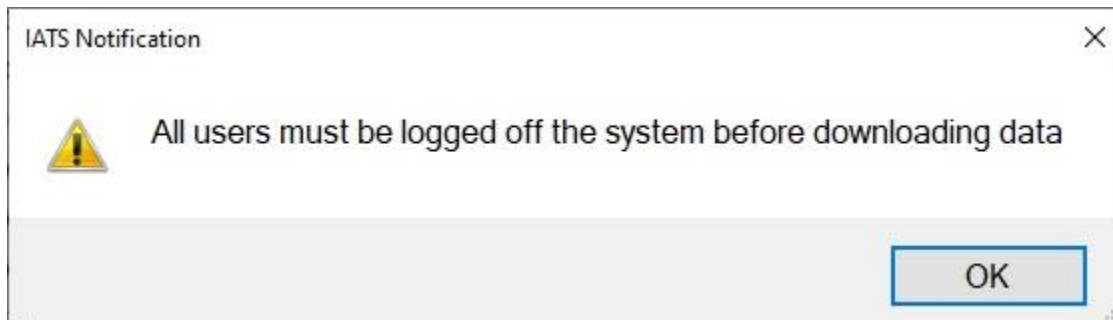 IATS Notification
All users must be logged off the system before downloading data
OK